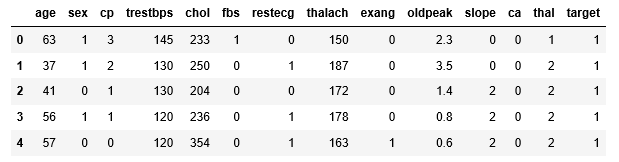 age sex cp trestbps chol fbs restecg thalach exang oldpeak slope ca thal target
0 63 1 3 145 233 1 0 150 0 2.3 0 0 1 1
1 37 1 2 130 250 0 1 187 0 3.5 0 0 2 1
2 41 0 1 130 204 0 0 172 0 1.4 2 0 2 1
3 56 1 1 120 236 0 1 178 0 0.8 2 0 2 1
4 57 0 0 120 354 0 1 163 1 0.6 2 0 2 1